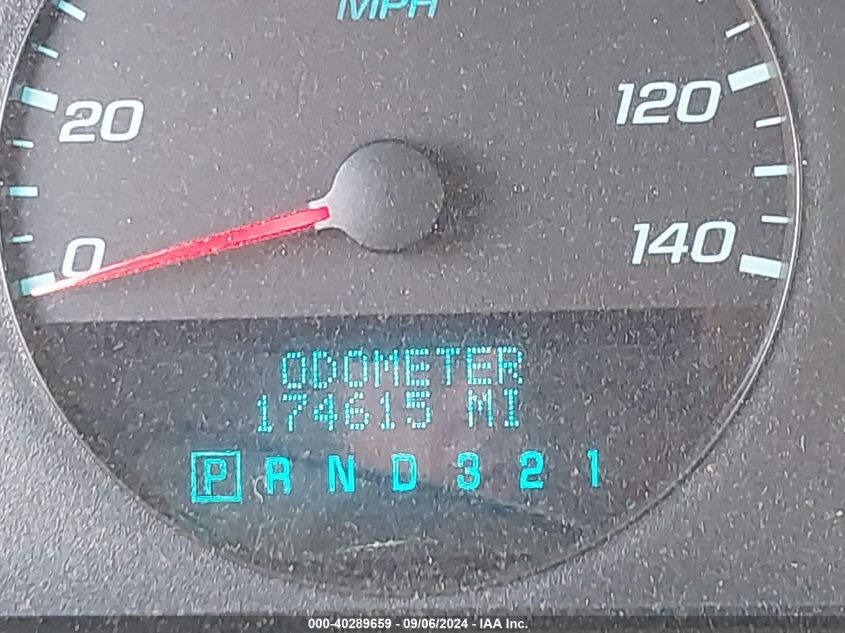 MPH
20
120
0
140
ODOMETER
174615 MI
P R N D 3 2 1
000-40289659 - 09/06/2024 - IAA Inc.